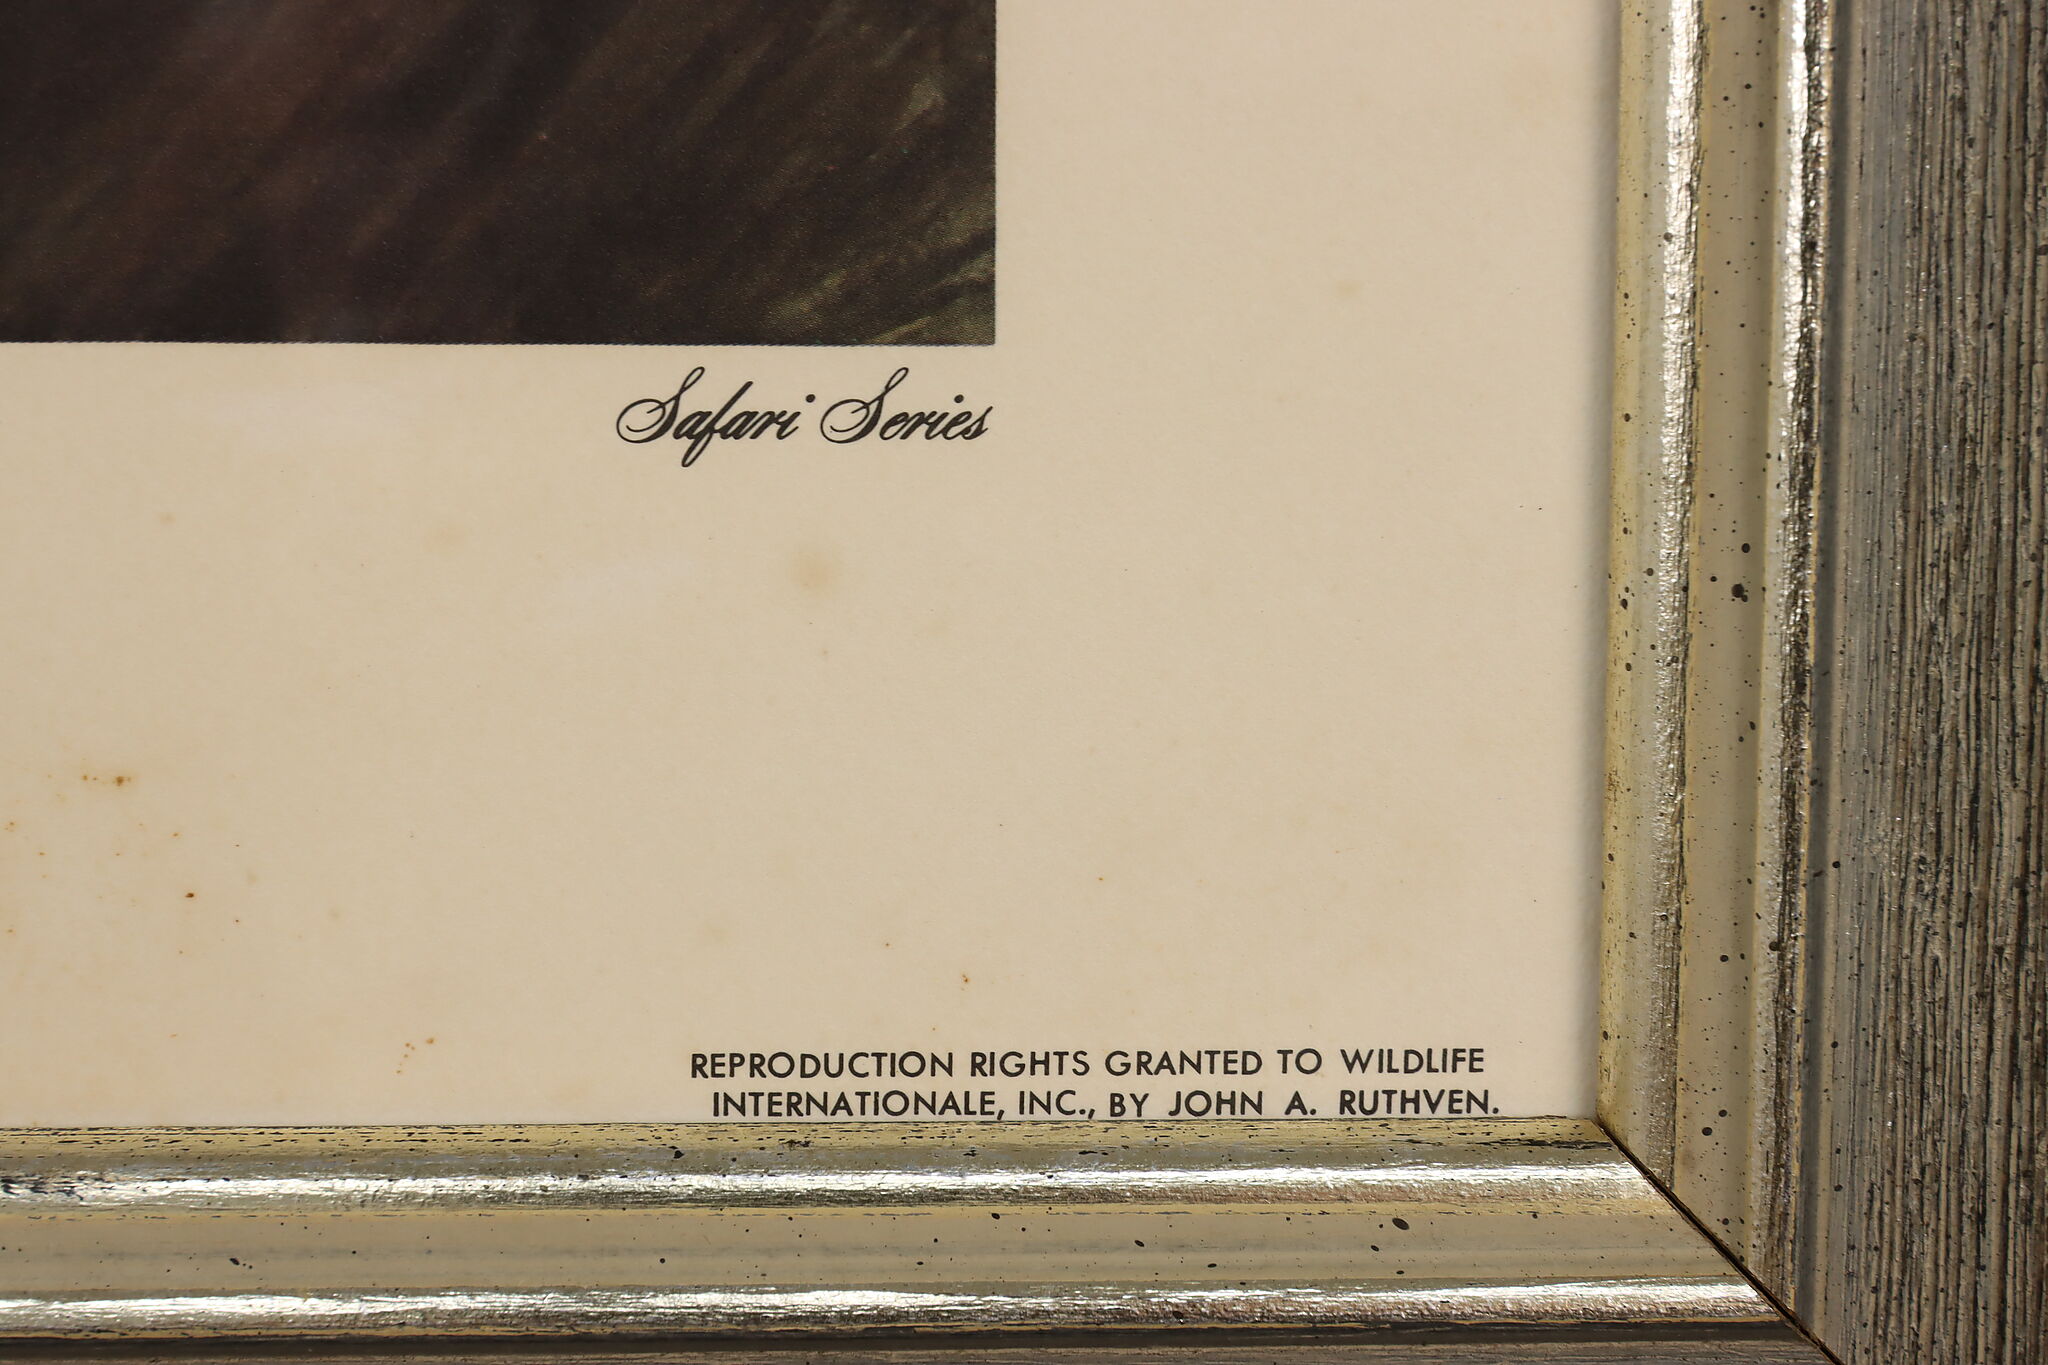 Safari Series
REPRODUCTION RIGHTS GRANTED TO WILDLIFE
INTERNATIONALE, INC., BY JOHN A. RUTHVEN.